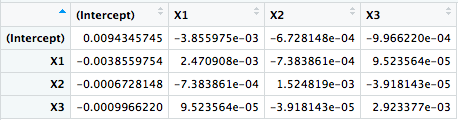 (Intercept) X1 X2 X3
(Intercept) 0.0094345745 −3.855975e−03 −6.728148e−04 −9.966220e−04
X1 −0.0038559754 2.470908e−03 −7.383861e−04 9.523564e−05
X2 −0.0006728148 −7.383861e−04 1.524819e−03 −3.918143e−05
X3 −0.0009966220 9.523564e−05 −3.918143e−05 2.923377e−03